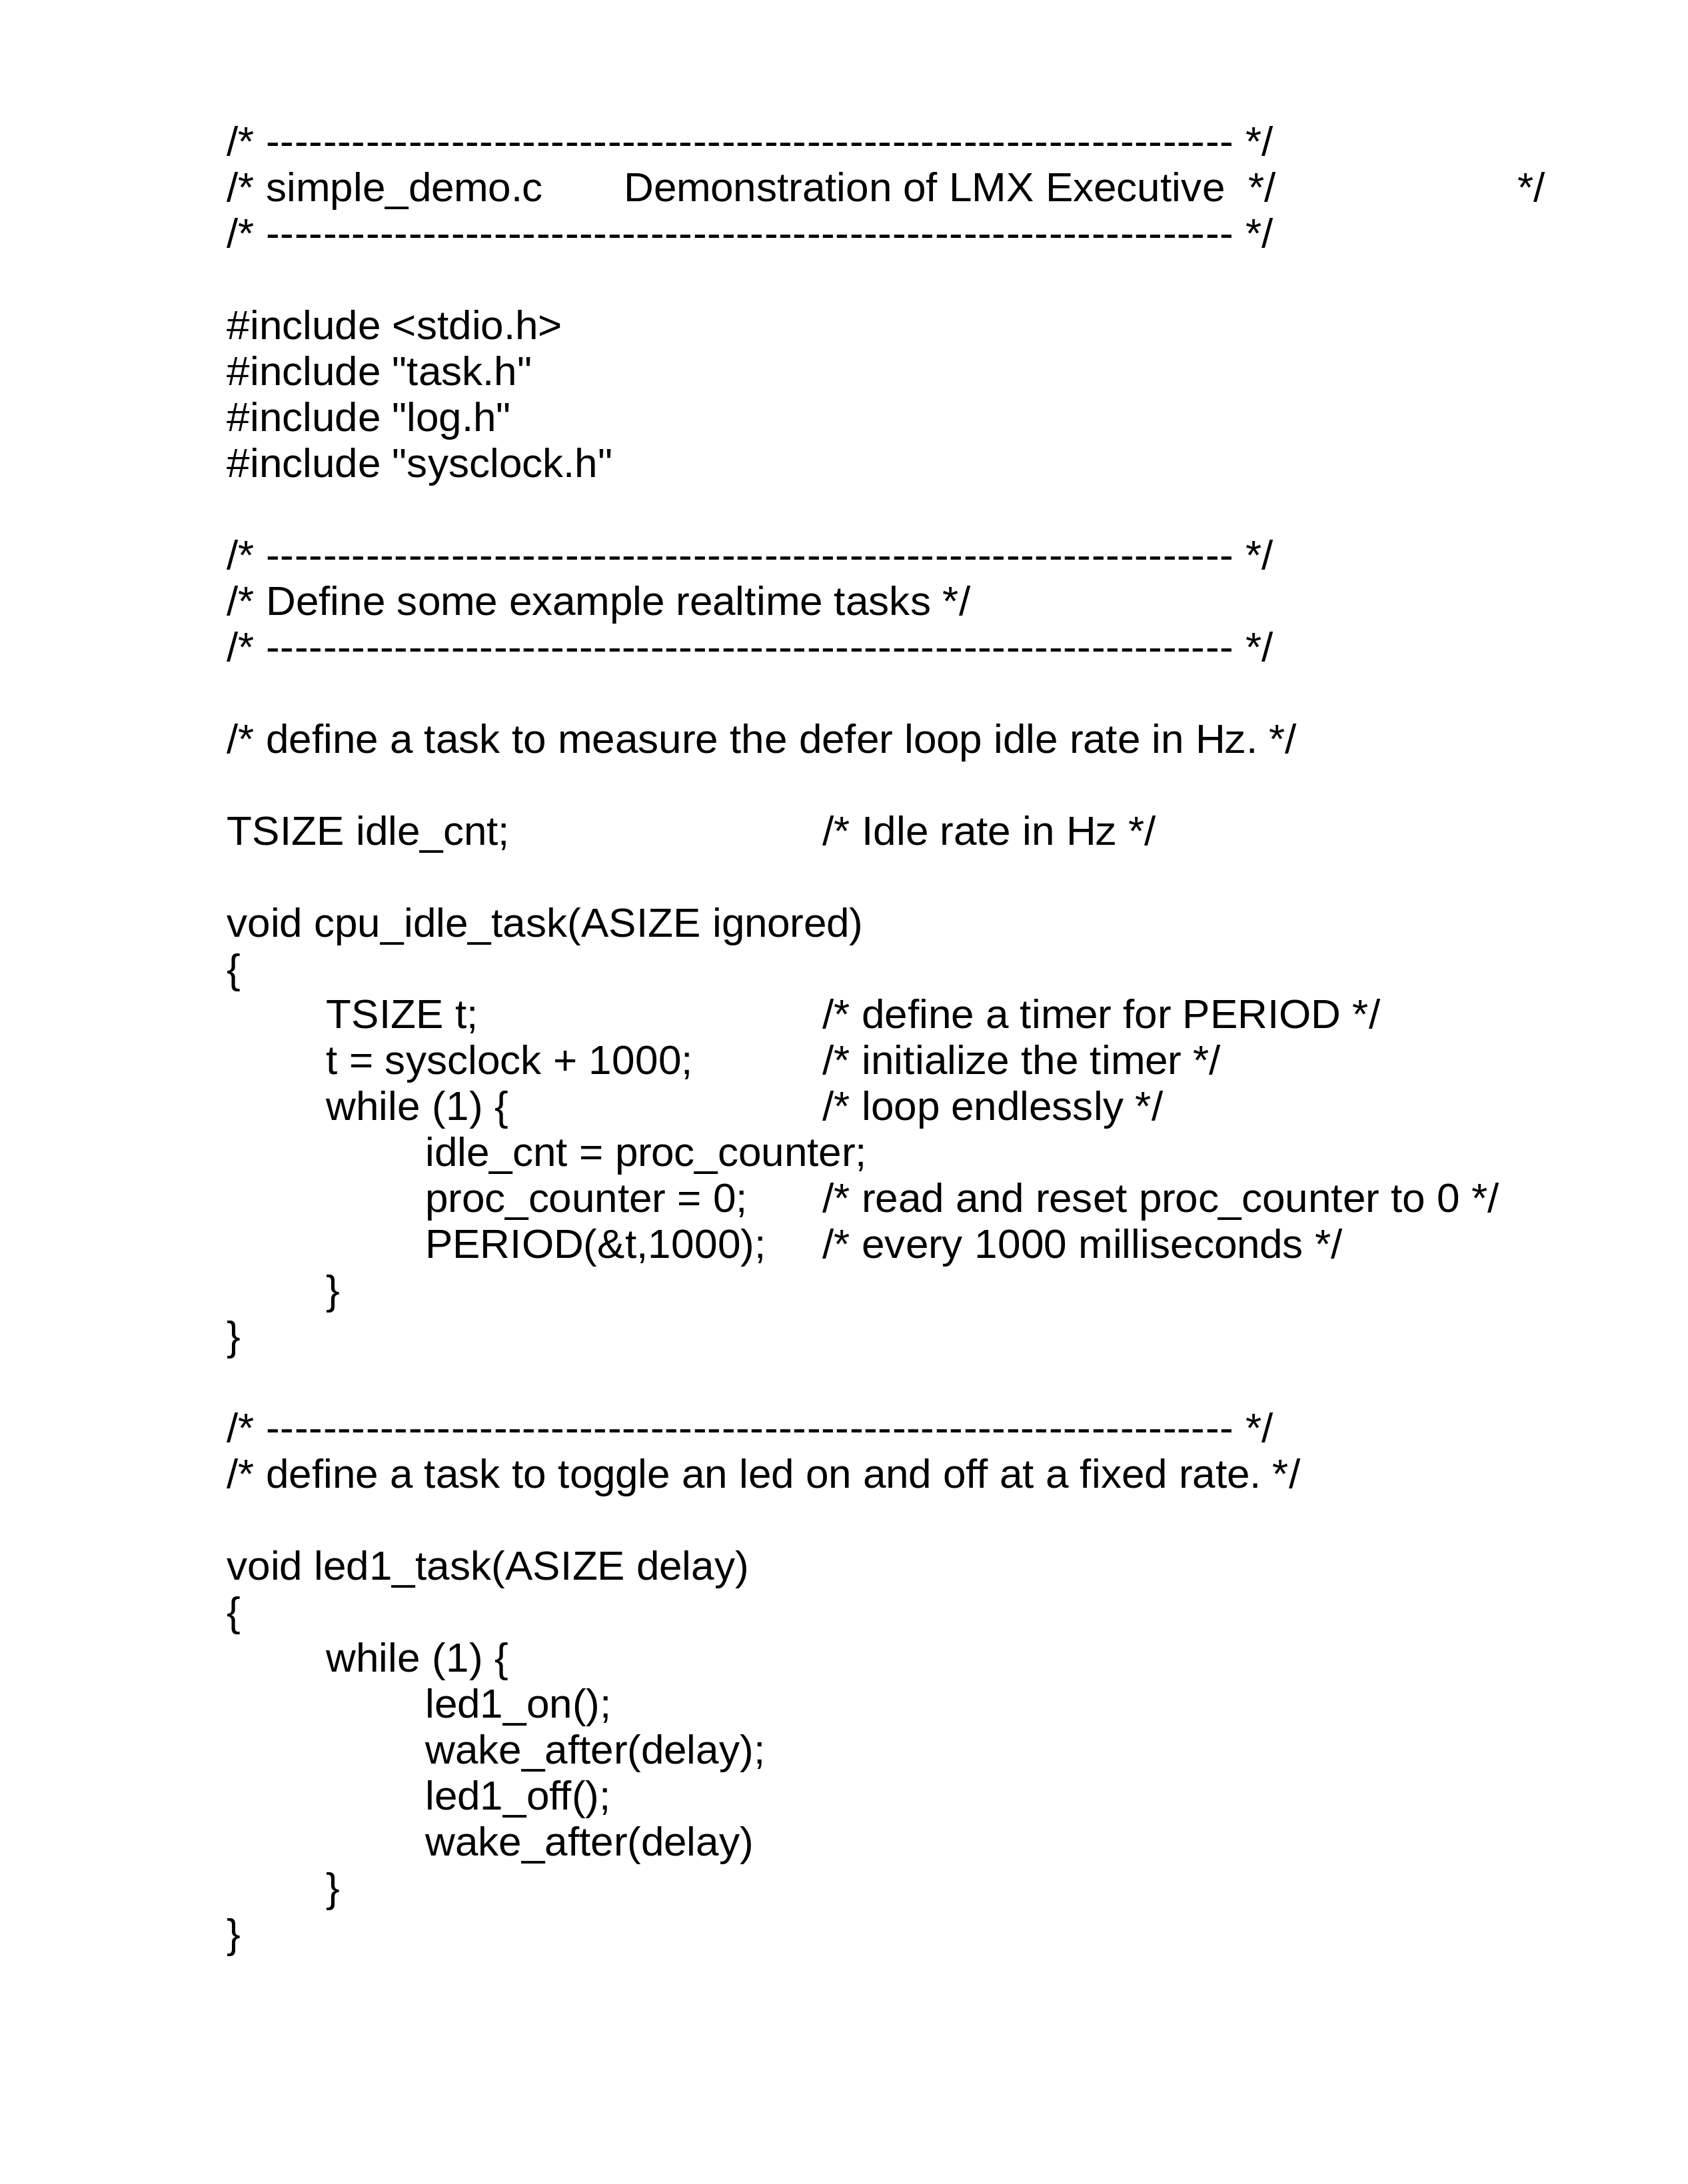 /* -------------------------------------------------------------------- */
/* simple_demo.c Demonstration of LMX Executive */ */
/* -------------------------------------------------------------------- */
#include <stdio.h>
#include "task.h"
#include "log.h"
#include "sysclock.h"
/* -------------------------------------------------------------------- */
/* Define some example realtime tasks */
/* -------------------------------------------------------------------- */
/* define a task to measure the defer loop idle rate in Hz. */
TSIZE idle_cnt; /* Idle rate in Hz */
void cpu_idle_task(ASIZE ignored)
{
TSIZE t; /* define a timer for PERIOD */
t = sysclock + 1000; /* initialize the timer */
while (1) { /* loop endlessly */
idle_cnt = proc_counter;
proc_counter = 0; /* read and reset proc_counter to 0 */
PERIOD(&t,1000); /* every 1000 milliseconds */
}
}
/* -------------------------------------------------------------------- */
/* define a task to toggle an led on and off at a fixed rate. */
void led1_task(ASIZE delay)
{
while (1) {
led1_on();
wake_after(delay);
led1_off();
wake_after(delay)
}
}